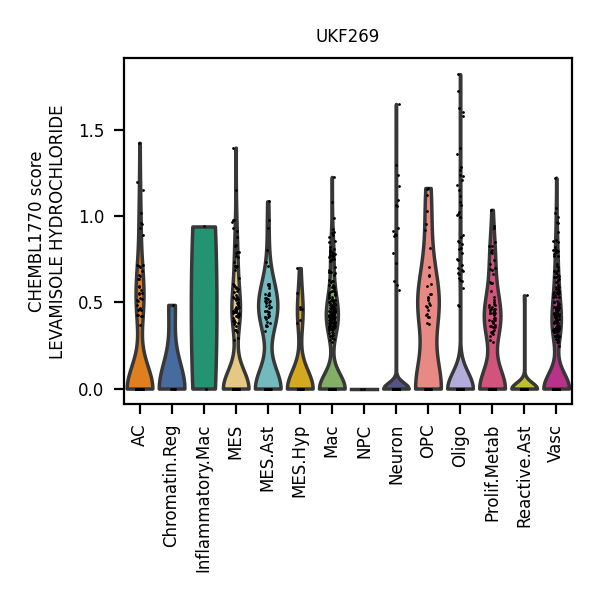 UKF269
CHEMBL1770 score
LEVAMISOLE HYDROCHLORIDE
1.5
1.0
0.5
0.0
AC
Chromatin.Reg
Inflammatory.Mac
MES
MES.Ast
MES.Hyp
Mac
NPC
Neuron
OPC
Oligo
Prolif.Metab
Reactive.Ast
Vasc